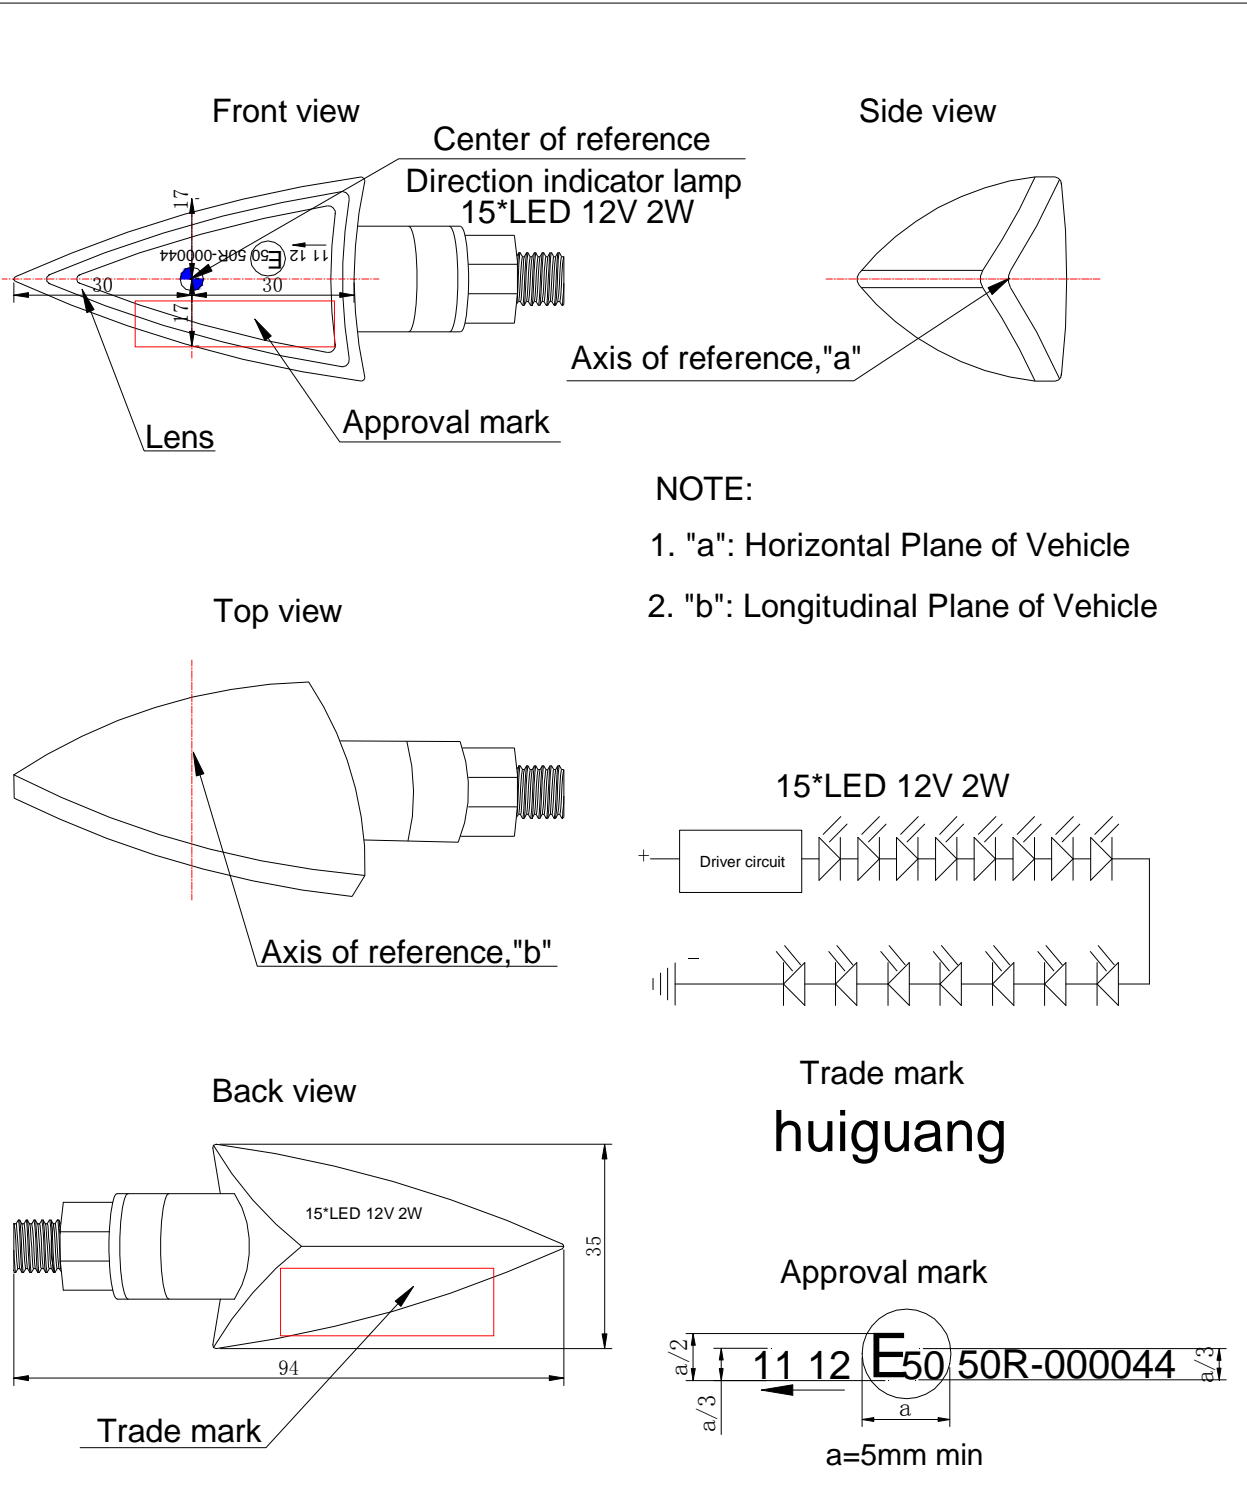 Front view
Side view
Center of reference
Direction indicator lamp
15*LED 12V 2W
17
11 12 E 50 50R-000044
30
30
17
Axis of reference,"a"
Approval mark
Lens
NOTE:
1. "a": Horizontal Plane of Vehicle
2. "b": Longitudinal Plane of Vehicle
Top view
15*LED 12V 2W
+
Driver circuit
Axis of reference,"b"
-
Trade mark
huiguang
Back view
15*LED 12V 2W
35
94
Trade mark
Approval mark
a/2
11 12 E50 50R-000044
a/3
a/3
a
a=5mm min